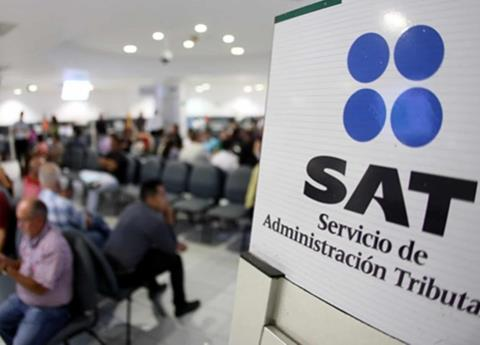 SAT
Servicio de
Administración Tributa